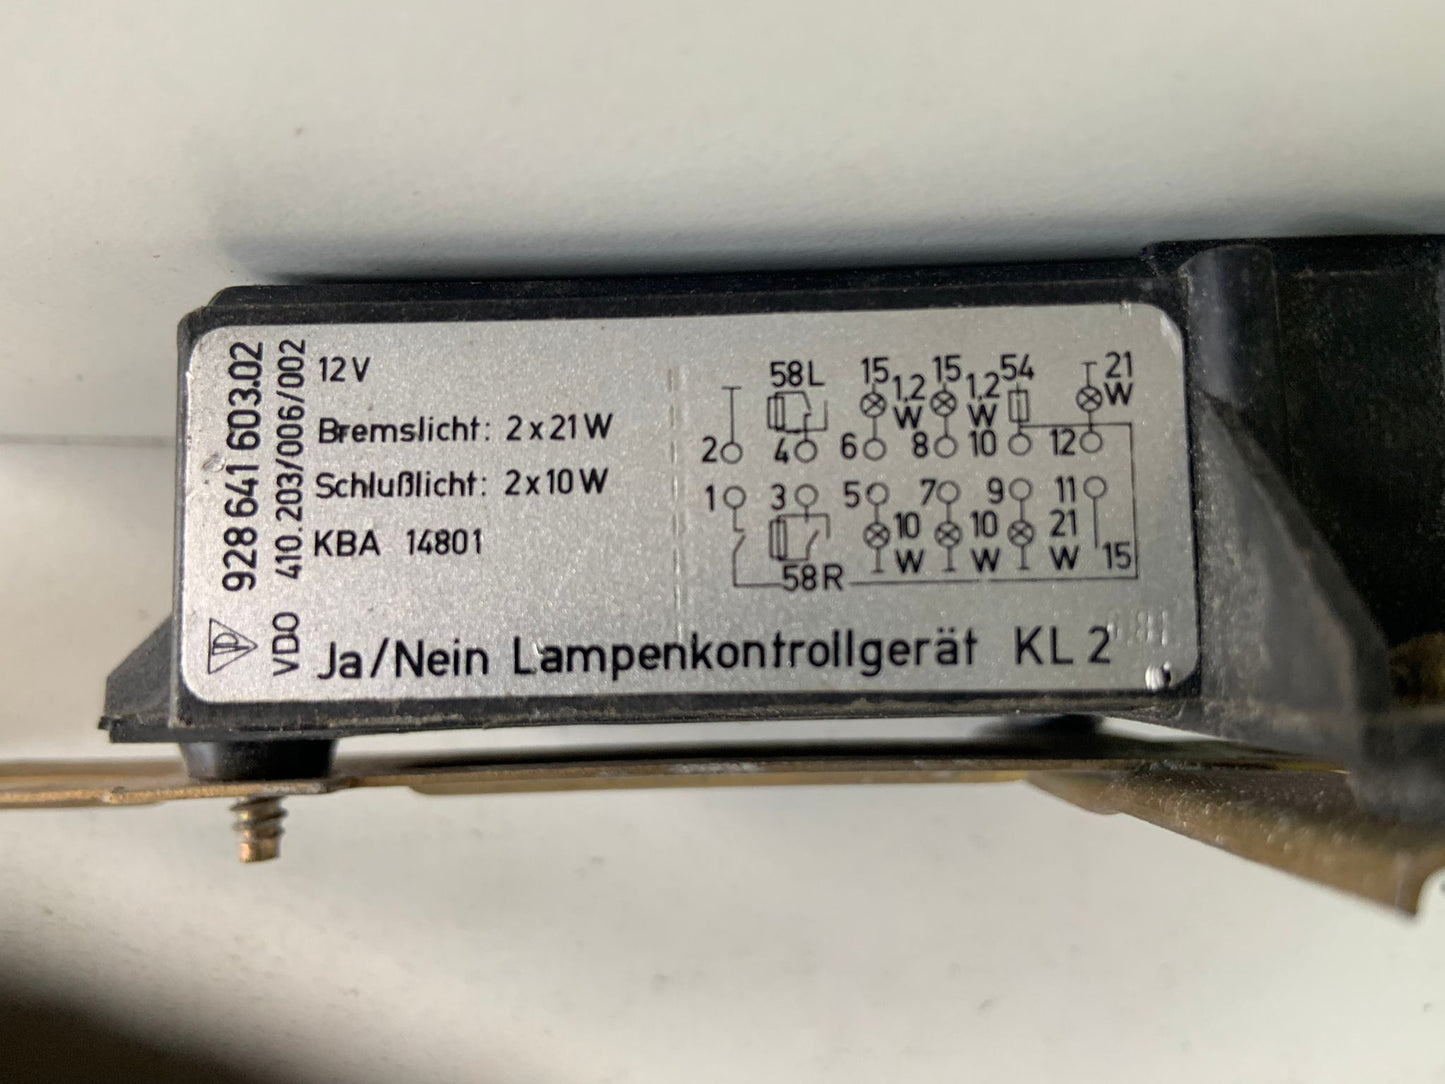 928 641 603.02
VDO 410.203/006/002
12V
Bremslicht: 2x21W
Schlußlicht: 2x10W
KBA 14801
58L 15 1,2 W 15 1,2 W 54 21 W
2 4 6 8 10 12
1 3 5 7 9 11
10 W 10 W 21 W 15
58R
Ja/Nein Lampenkontrollgerät KL2